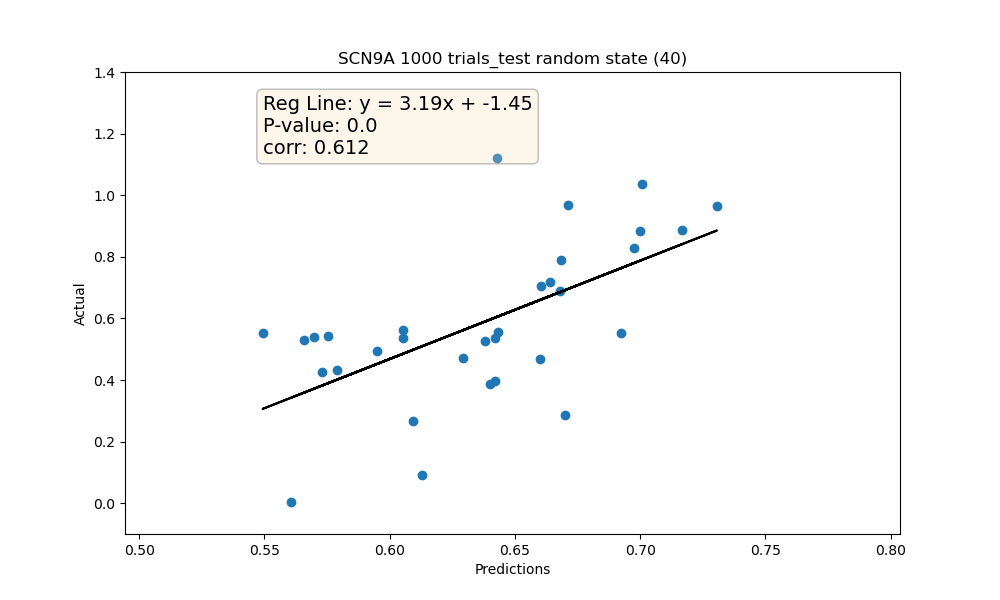 SCN9A 1000 trials_test random state (40)
Reg Line: y = 3.19x + -1.45
P-value: 0.0
corr: 0.612
1.4
1.2
1.0
0.8
0.6
0.4
0.2
0.0
Actual
0.50 0.55 0.60 0.65 0.70 0.75 0.80
Predictions